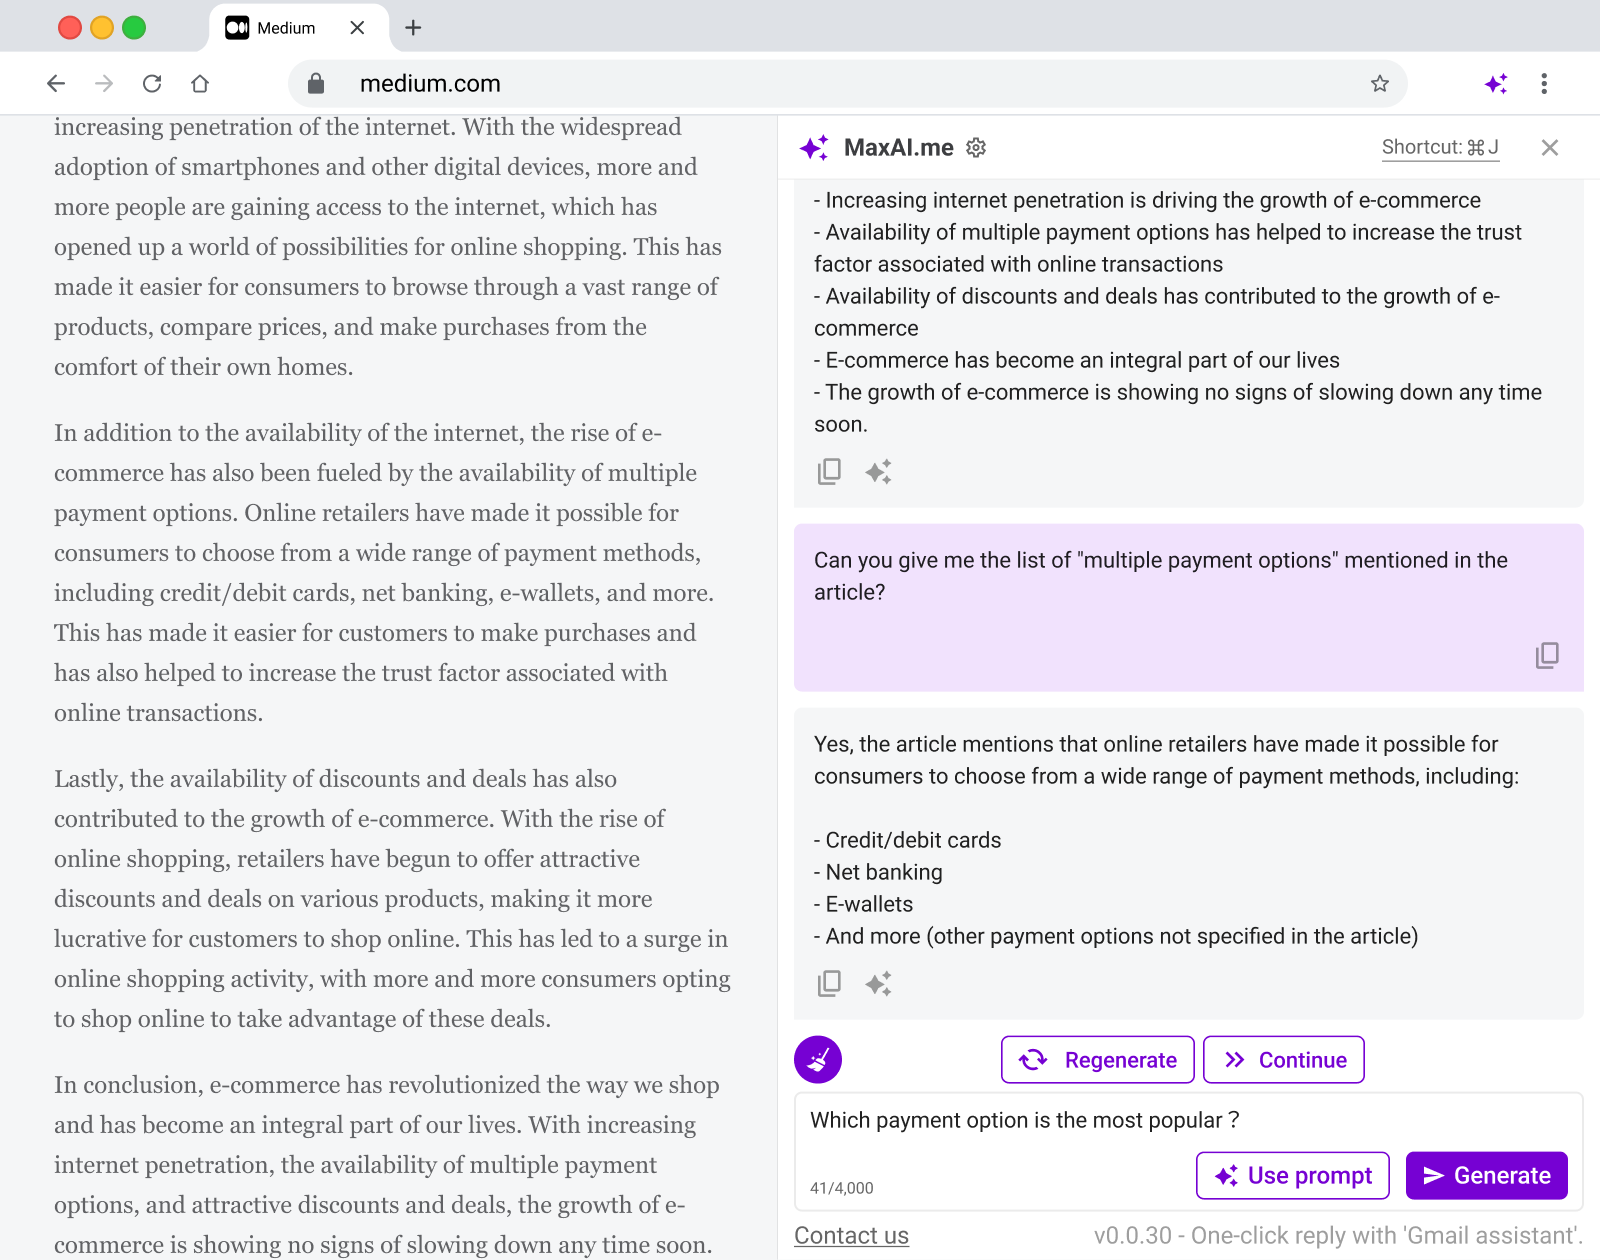 Medium
medium.com
increasing penetration of the internet. With the widespread
adoption of smartphones and other digital devices, more and
more people are gaining access to the internet, which has
opened up a world of possibilities for online shopping. This has
made it easier for consumers to browse through a vast range of
products, compare prices, and make purchases from the
comfort of their own homes.
In addition to the availability of the internet, the rise of e-
commerce has also been fueled by the availability of multiple
payment options. Online retailers have made it possible for
consumers to choose from a wide range of payment methods,
including credit/debit cards, net banking, e-wallets, and more.
This has made it easier for customers to make purchases and
has also helped to increase the trust factor associated with
online transactions.
Lastly, the availability of discounts and deals has also
contributed to the growth of e-commerce. With the rise of
online shopping, retailers have begun to offer attractive
discounts and deals on various products, making it more
lucrative for customers to shop online. This has led to a surge in
online shopping activity, with more and more consumers opting
to shop online to take advantage of these deals.
In conclusion, e-commerce has revolutionized the way we shop
and has become an integral part of our lives. With increasing
internet penetration, the availability of multiple payment
options, and attractive discounts and deals, the growth of e-
commerce is showing no signs of slowing down any time soon.
MaxAI.me
Shortcut: ⌘ J
- Increasing internet penetration is driving the growth of e-commerce
- Availability of multiple payment options has helped to increase the trust
factor associated with online transactions
- Availability of discounts and deals has contributed to the growth of e-
commerce
- E-commerce has become an integral part of our lives
- The growth of e-commerce is showing no signs of slowing down any time
soon.
Can you give me the list of "multiple payment options" mentioned in the
article?
Yes, the article mentions that online retailers have made it possible for
consumers to choose from a wide range of payment methods, including:
- Credit/debit cards
- Net banking
- E-wallets
- And more (other payment options not specified in the article)
Regenerate
Continue
Which payment option is the most popular ?
41/4,000
Use prompt
Generate
Contact us
v0.0.30 - One-click reply with 'Gmail assistant'.